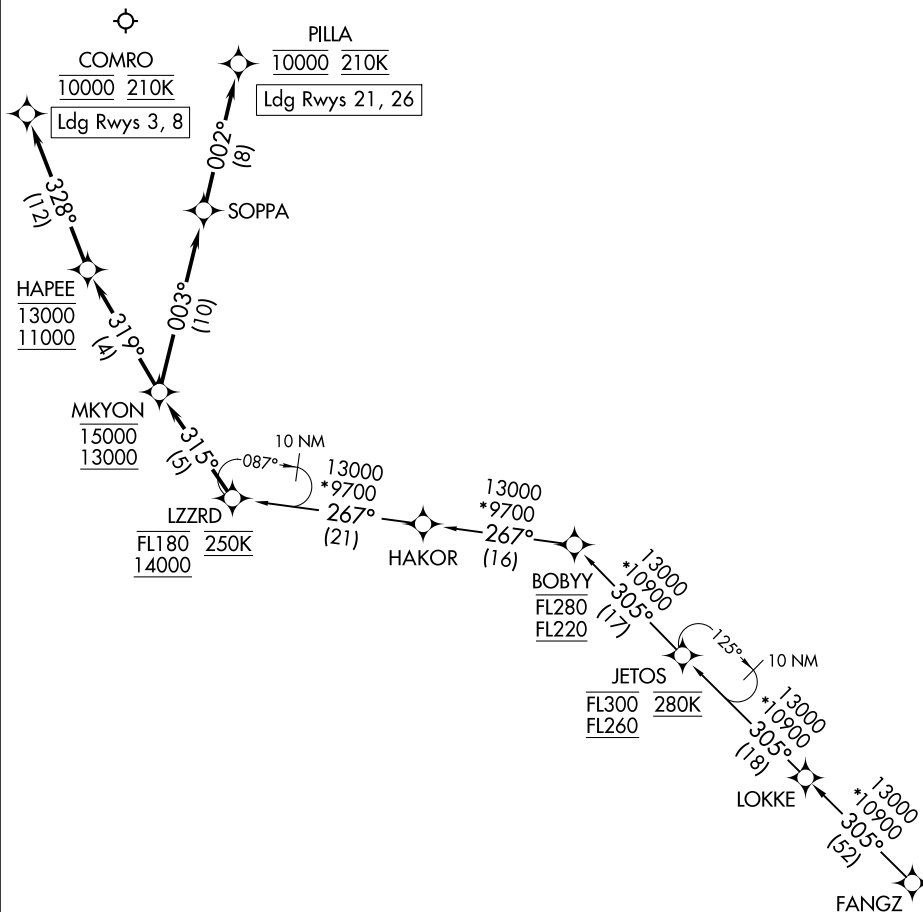 COMRO
10000 210K
Ldg Rwys 3, 8
PILLA
10000 210K
Ldg Rwys 21, 26
002°
(8)
328°
(12)
SOPPA
HAPEE
13000
11000
003°
(10)
319°
(4)
MKYON
15000
13000
315°
(5)
10 NM
087°
13000
*9700
267°
(21)
LZZRD
FL180 250K
14000
HAKOR
13000
*9700
267°
(16)
BOBYY
FL280
FL220
13000
*10900
305°
(17)
125°
10 NM
JETOS
FL300 280K
FL260
13000
*10900
305°
(18)
LOKKE
13000
*10900
305°
(52)
FANGZ